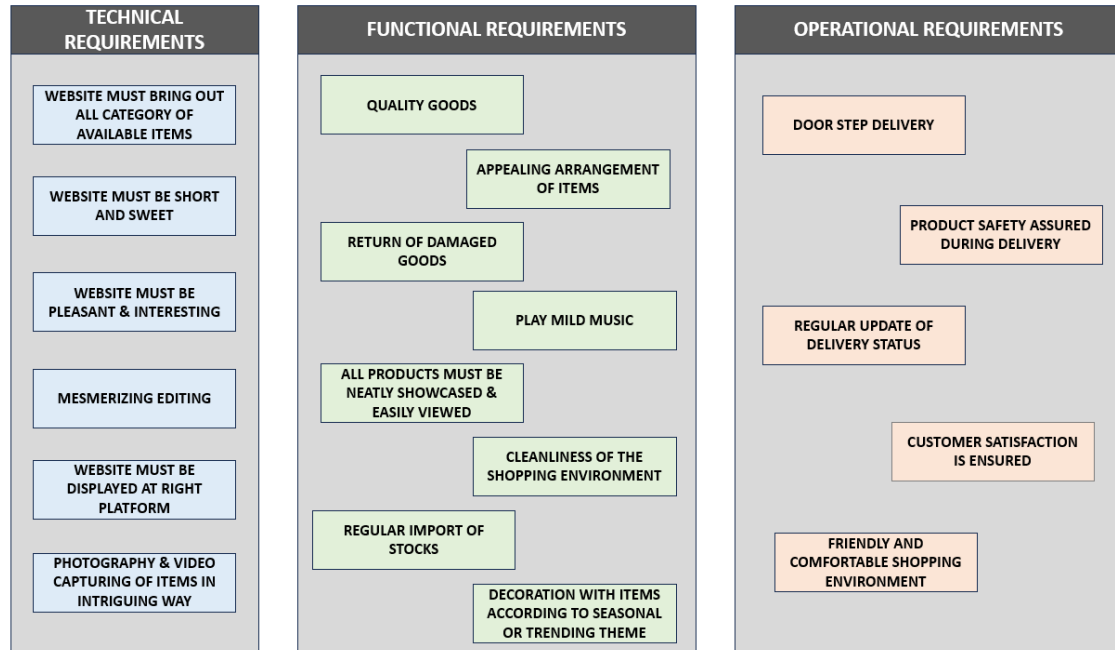 TECHNICAL
REQUIREMENTS
WEBSITE MUST BRING OUT
ALL CATEGORY OF
AVAILABLE ITEMS
WEBSITE MUST BE SHORT
AND SWEET
WEBSITE MUST BE
PLEASANT & INTERESTING
MESMERIZING EDITING
WEBSITE MUST BE
DISPLAYED AT RIGHT
PLATFORM
PHOTOGRAPHY & VIDEO
CAPTURING OF ITEMS IN
INTRIGUING WAY
FUNCTIONAL REQUIREMENTS
QUALITY GOODS
APPEALING ARRANGEMENT
OF ITEMS
RETURN OF DAMAGED
GOODS
PLAY MILD MUSIC
ALL PRODUCTS MUST BE
NEATLY SHOWCASED &
EASILY VIEWED
CLEANLINESS OF THE
SHOPPING ENVIRONMENT
REGULAR IMPORT OF
STOCKS
DECORATION WITH ITEMS
ACCORDING TO SEASONAL
OR TRENDING THEME
OPERATIONAL REQUIREMENTS
DOOR STEP DELIVERY
PRODUCT SAFETY ASSURED
DURING DELIVERY
REGULAR UPDATE OF
DELIVERY STATUS
CUSTOMER SATISFACTION
IS ENSURED
FRIENDLY AND
COMFORTABLE SHOPPING
ENVIRONMENT